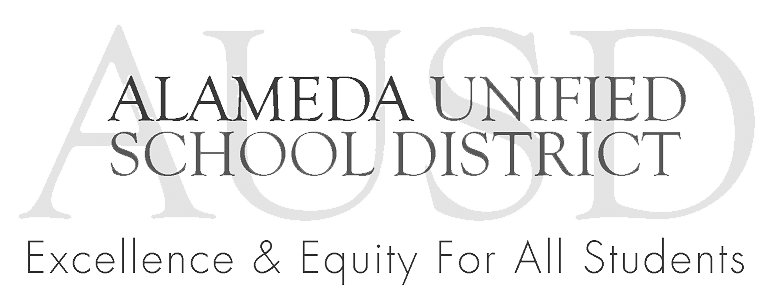 AUSD
ALAMEDA UNIFIED
SCHOOL DISTRICT
Excellence & Equity For All Students